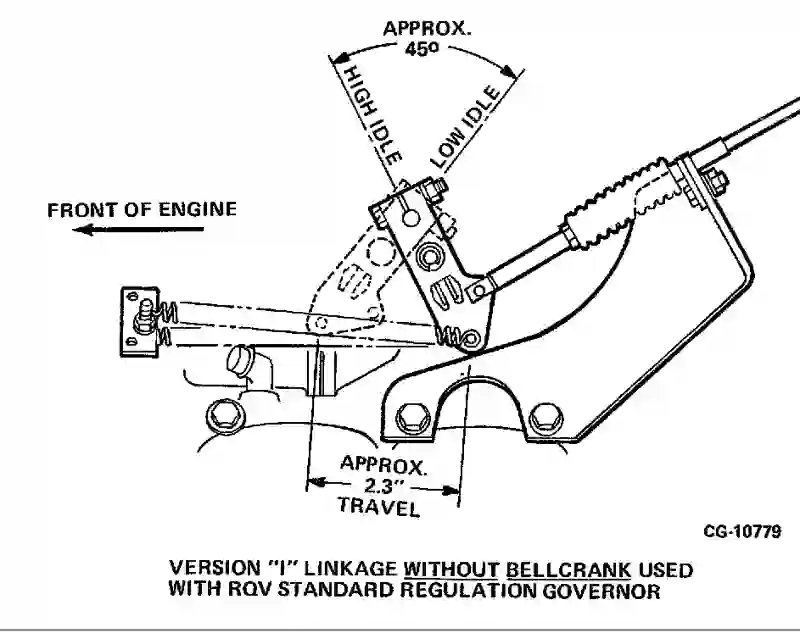 APPROX.
45º
HIGH IDLE
LOW IDLE
FRONT OF ENGINE
APPROX.
2.3"
TRAVEL
CG-10779
VERSION "I" LINKAGE WITHOUT BELLCRANK USED
WITH RQV STANDARD REGULATION GOVERNOR